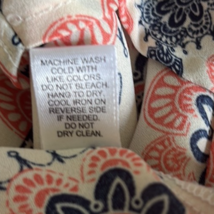 MACHINE WASH
COLD WITH
LIKE COLORS.
DO NOT BLEACH.
HANG TO DRY.
COOL IRON ON
REVERSE SIDE
IF NEEDED.
DO NOT
DRY CLEAN.